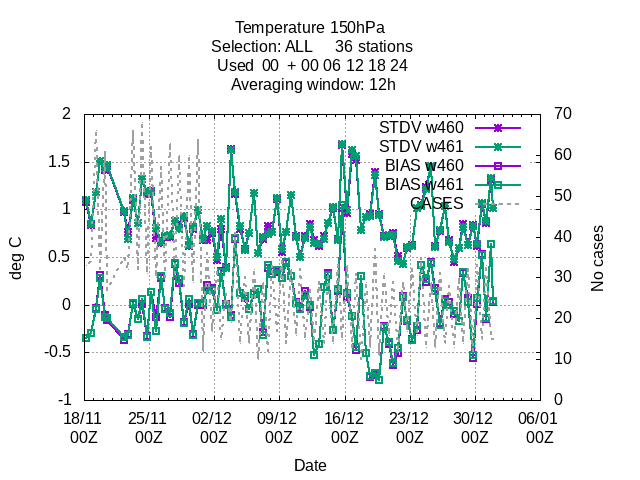 Temperature 150hPa
Selection: ALL 36 stations
Used 00 + 00 06 12 18 24
Averaging window: 12h
2
1.5
1
0.5
0
-0.5
-1
deg C
70
60
50
40
30
20
10
0
No cases
STDV w460
STDV w461
BIAS w460
BIAS w461
CASES
18/11 25/11 02/12 09/12 16/12 23/12 30/12 06/01
00Z 00Z 00Z 00Z 00Z 00Z 00Z 00Z
Date